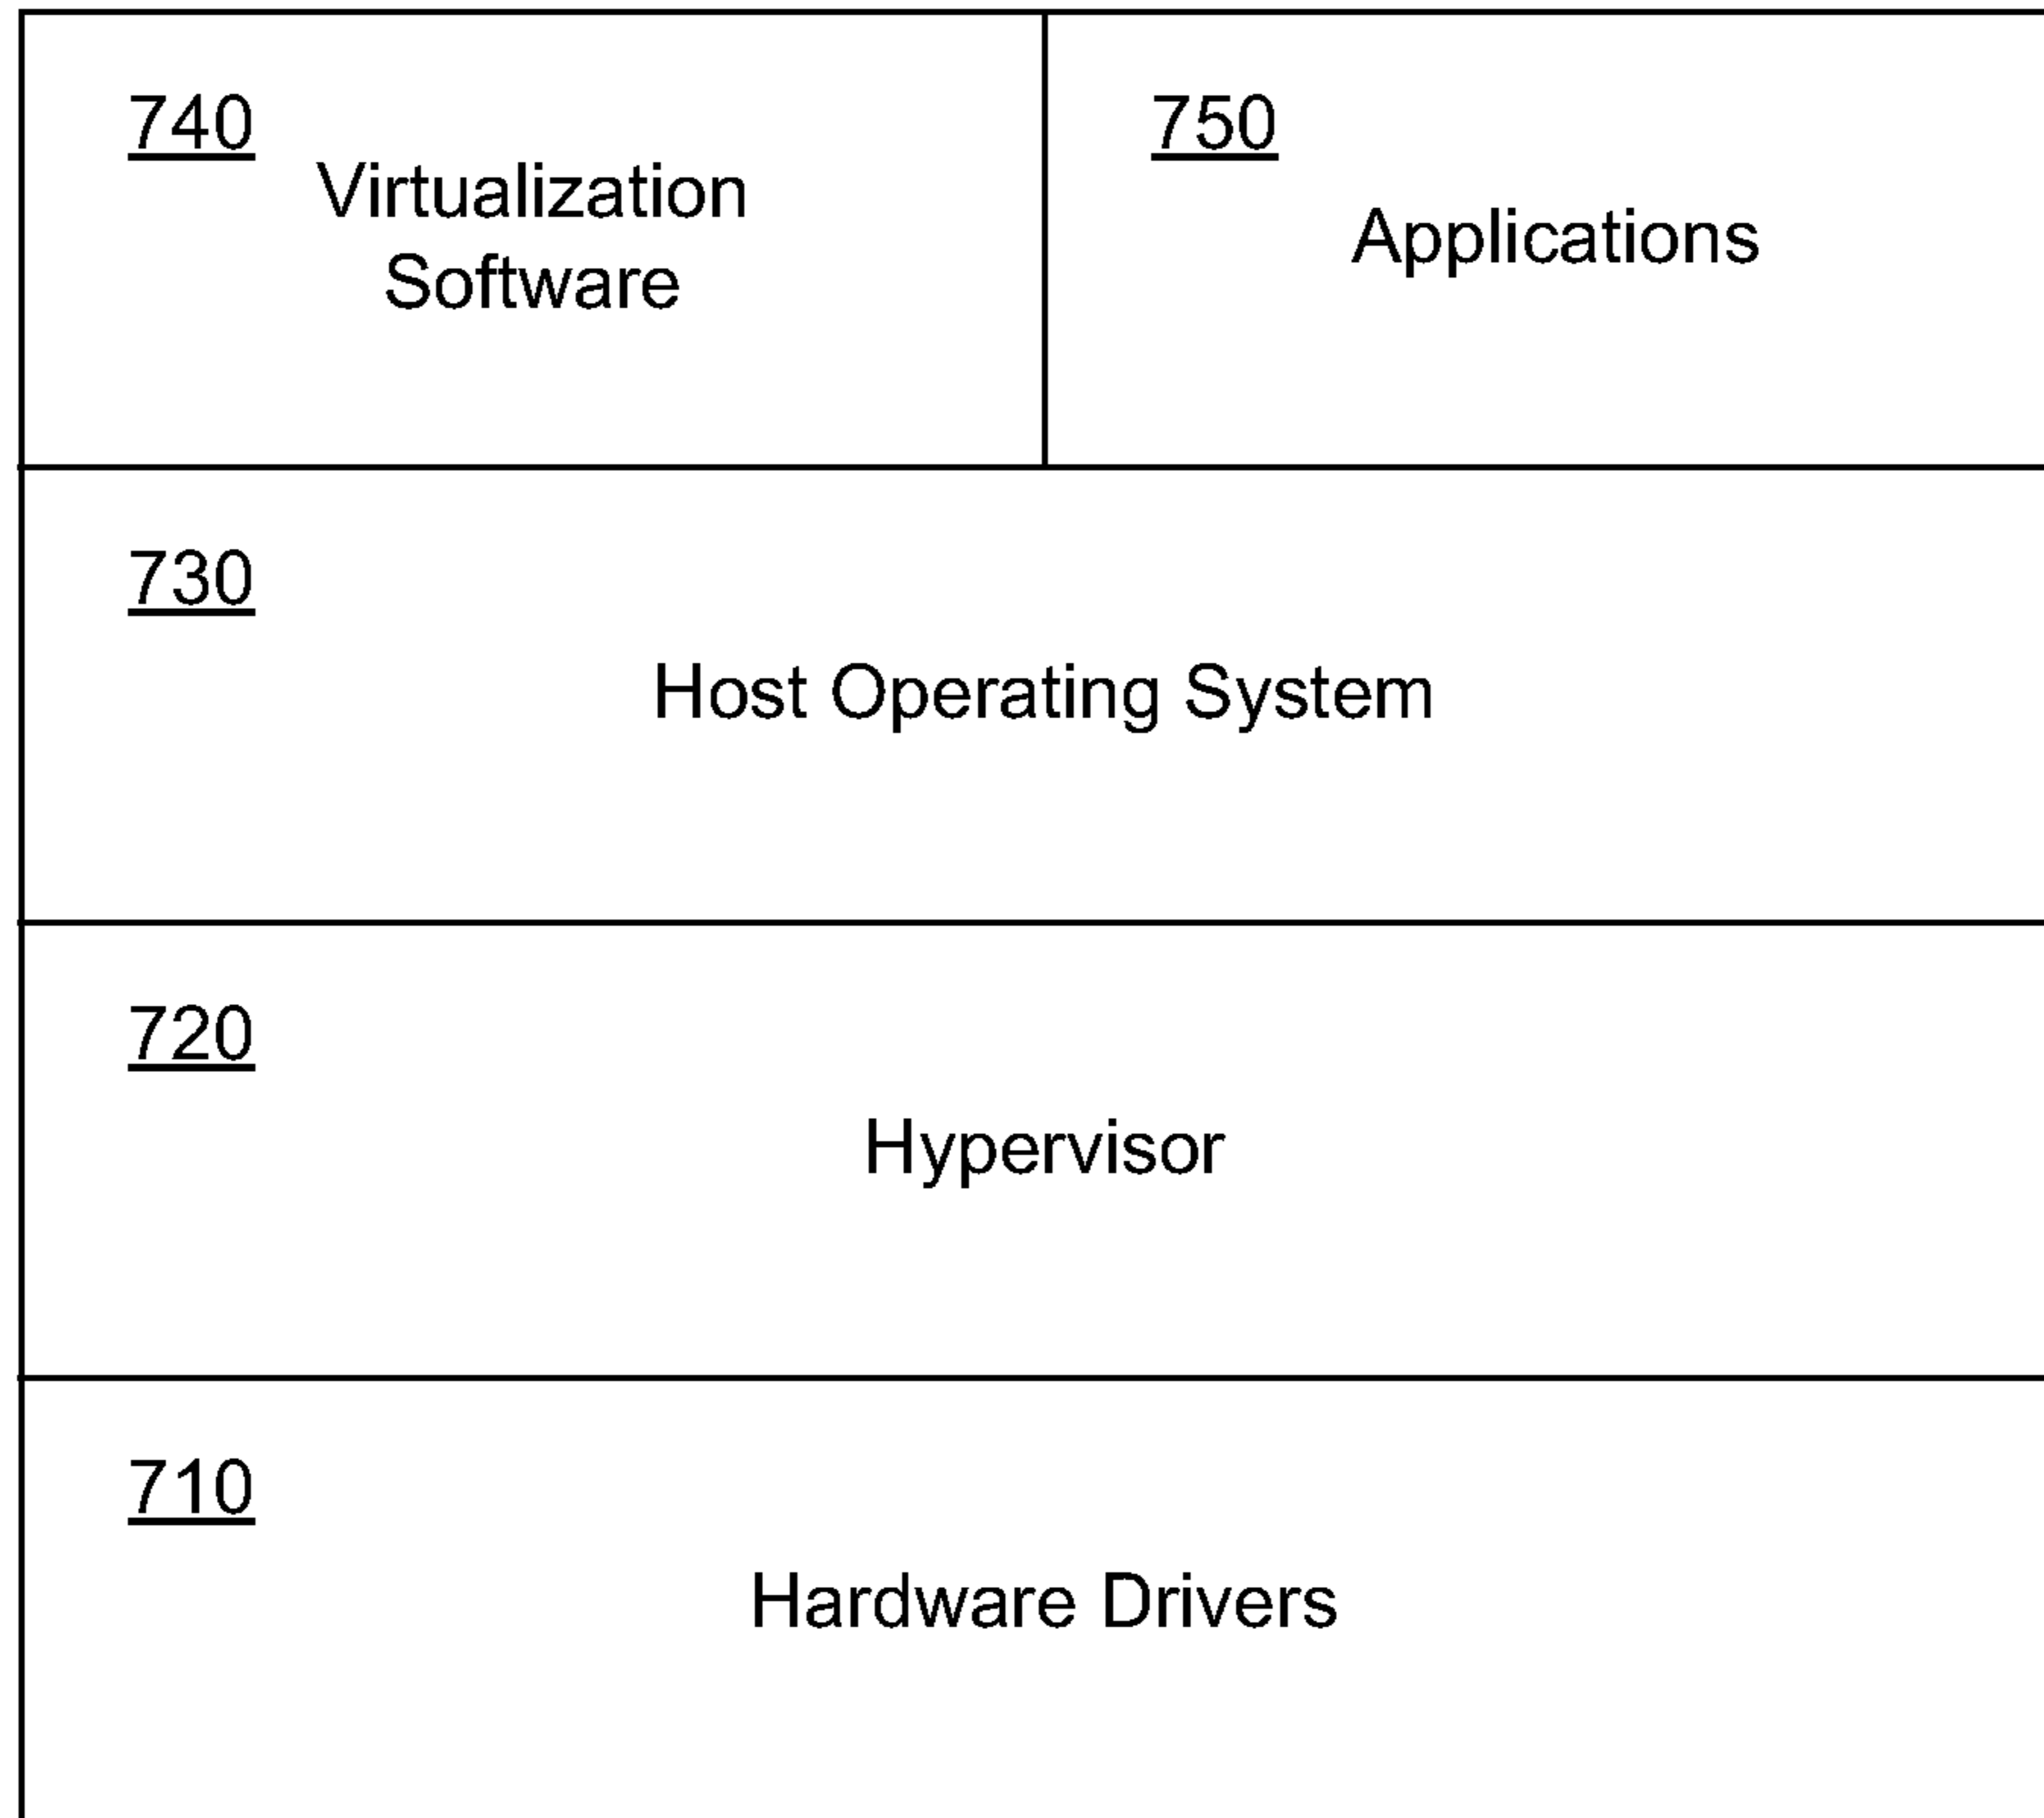 740
Virtualization
Software
750
Applications
730
Host Operating System
720
Hypervisor
710
Hardware Drivers